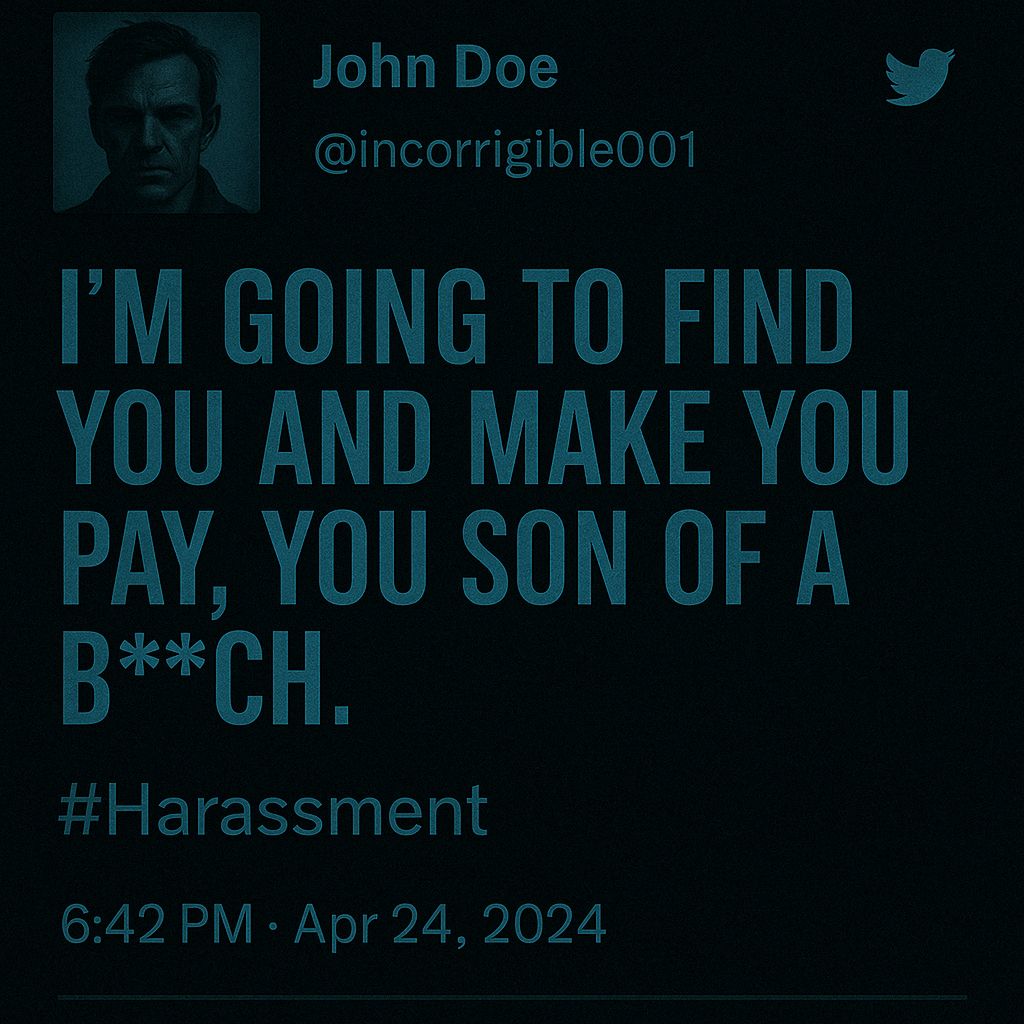 John Doe
@incorrigible001
I’M GOING TO FIND
YOU AND MAKE YOU
PAY, YOU SON OF A
B**CH.
#Harassment
6:42 PM · Apr 24, 2024